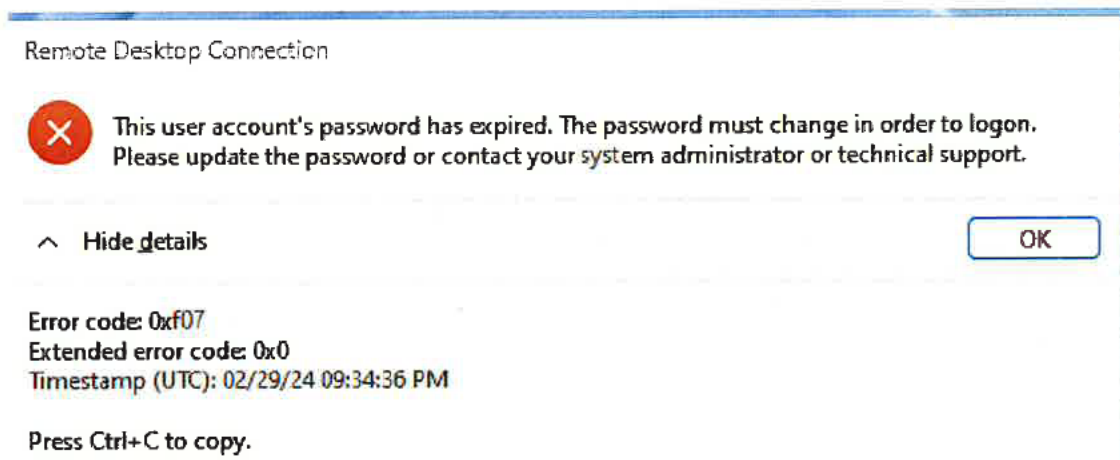 Remote Desktop Connection
This user account's password has expired. The password must change in order to logon.
Please update the password or contact your system administrator or technical support.
Hide details
OK
Error code: 0xf07
Extended error code: 0x0
Timestamp (UTC): 02/29/24 09:34:36 PM
Press Ctrl+C to copy.